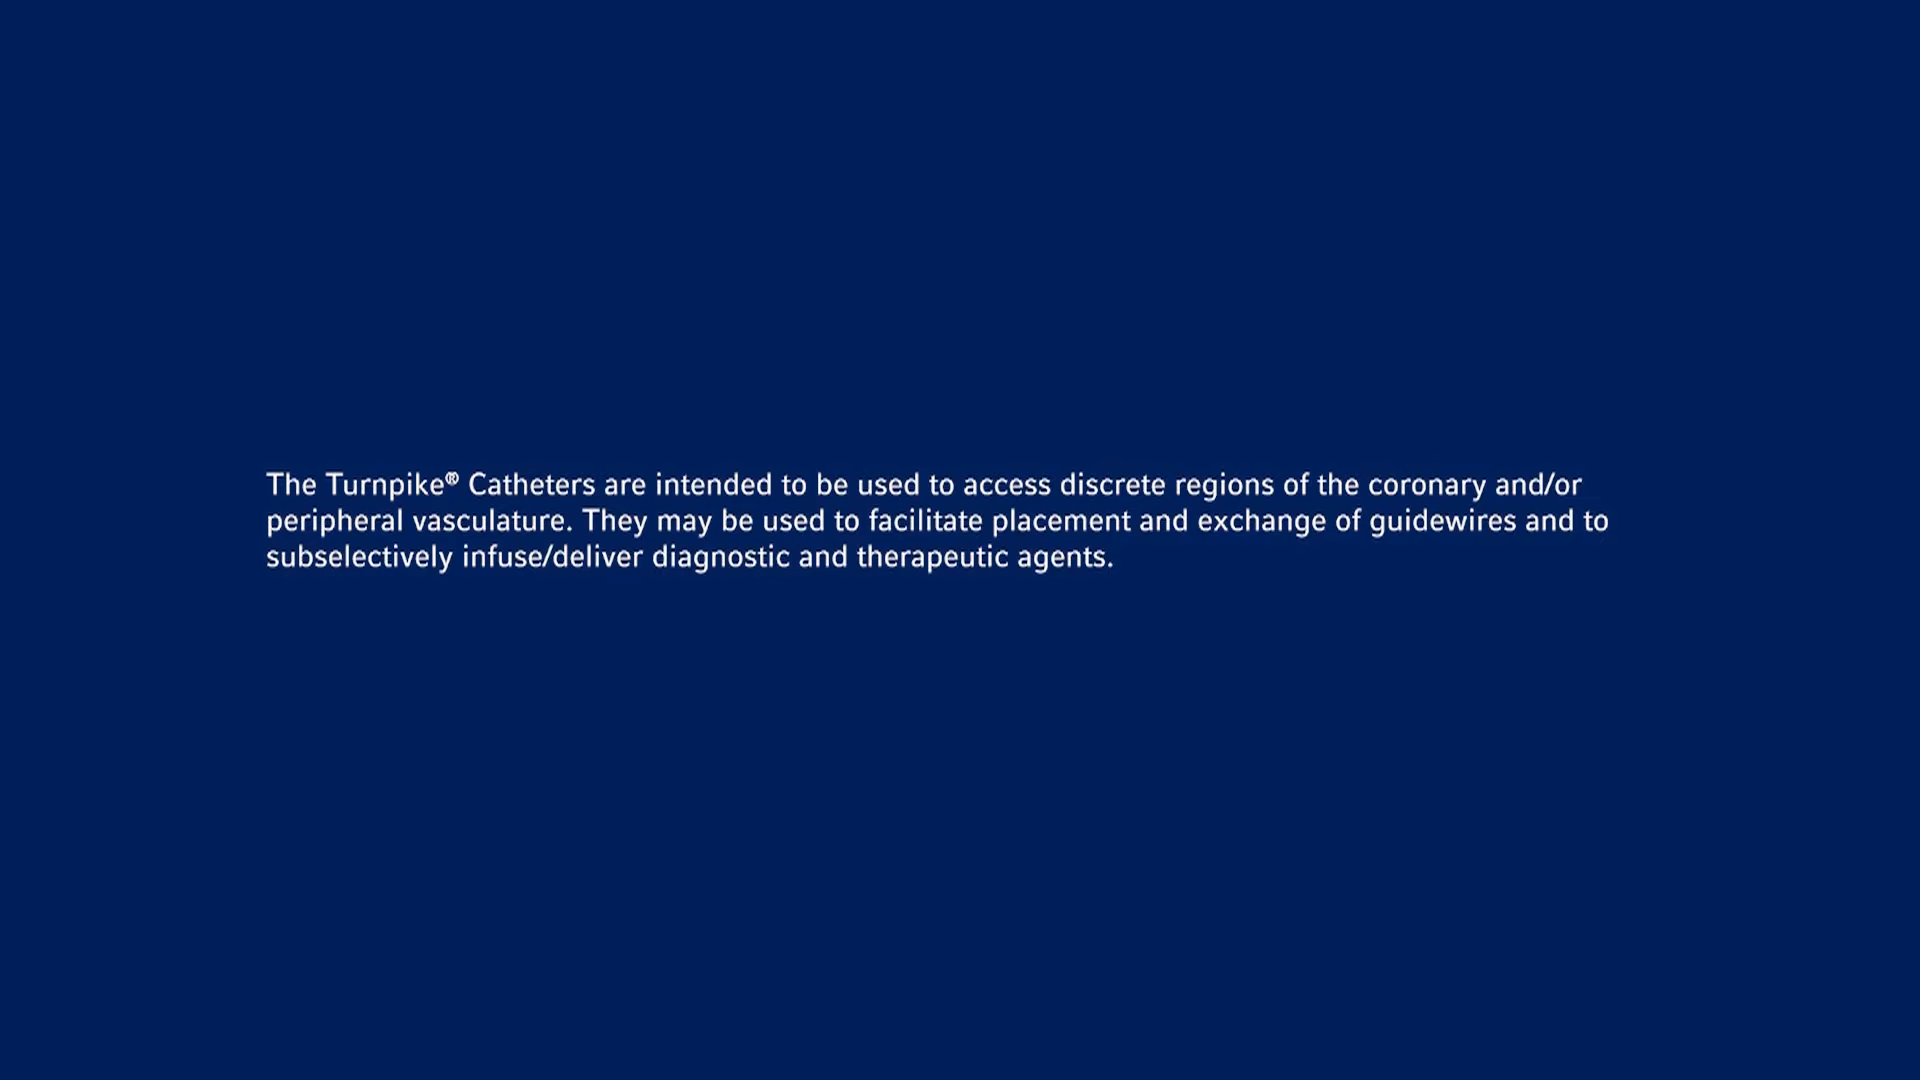 The Turnpike® Catheters are intended to be used to access discrete regions of the coronary and/or
peripheral vasculature. They may be used to facilitate placement and exchange of guidewires and to
subselectively infuse/deliver diagnostic and therapeutic agents.